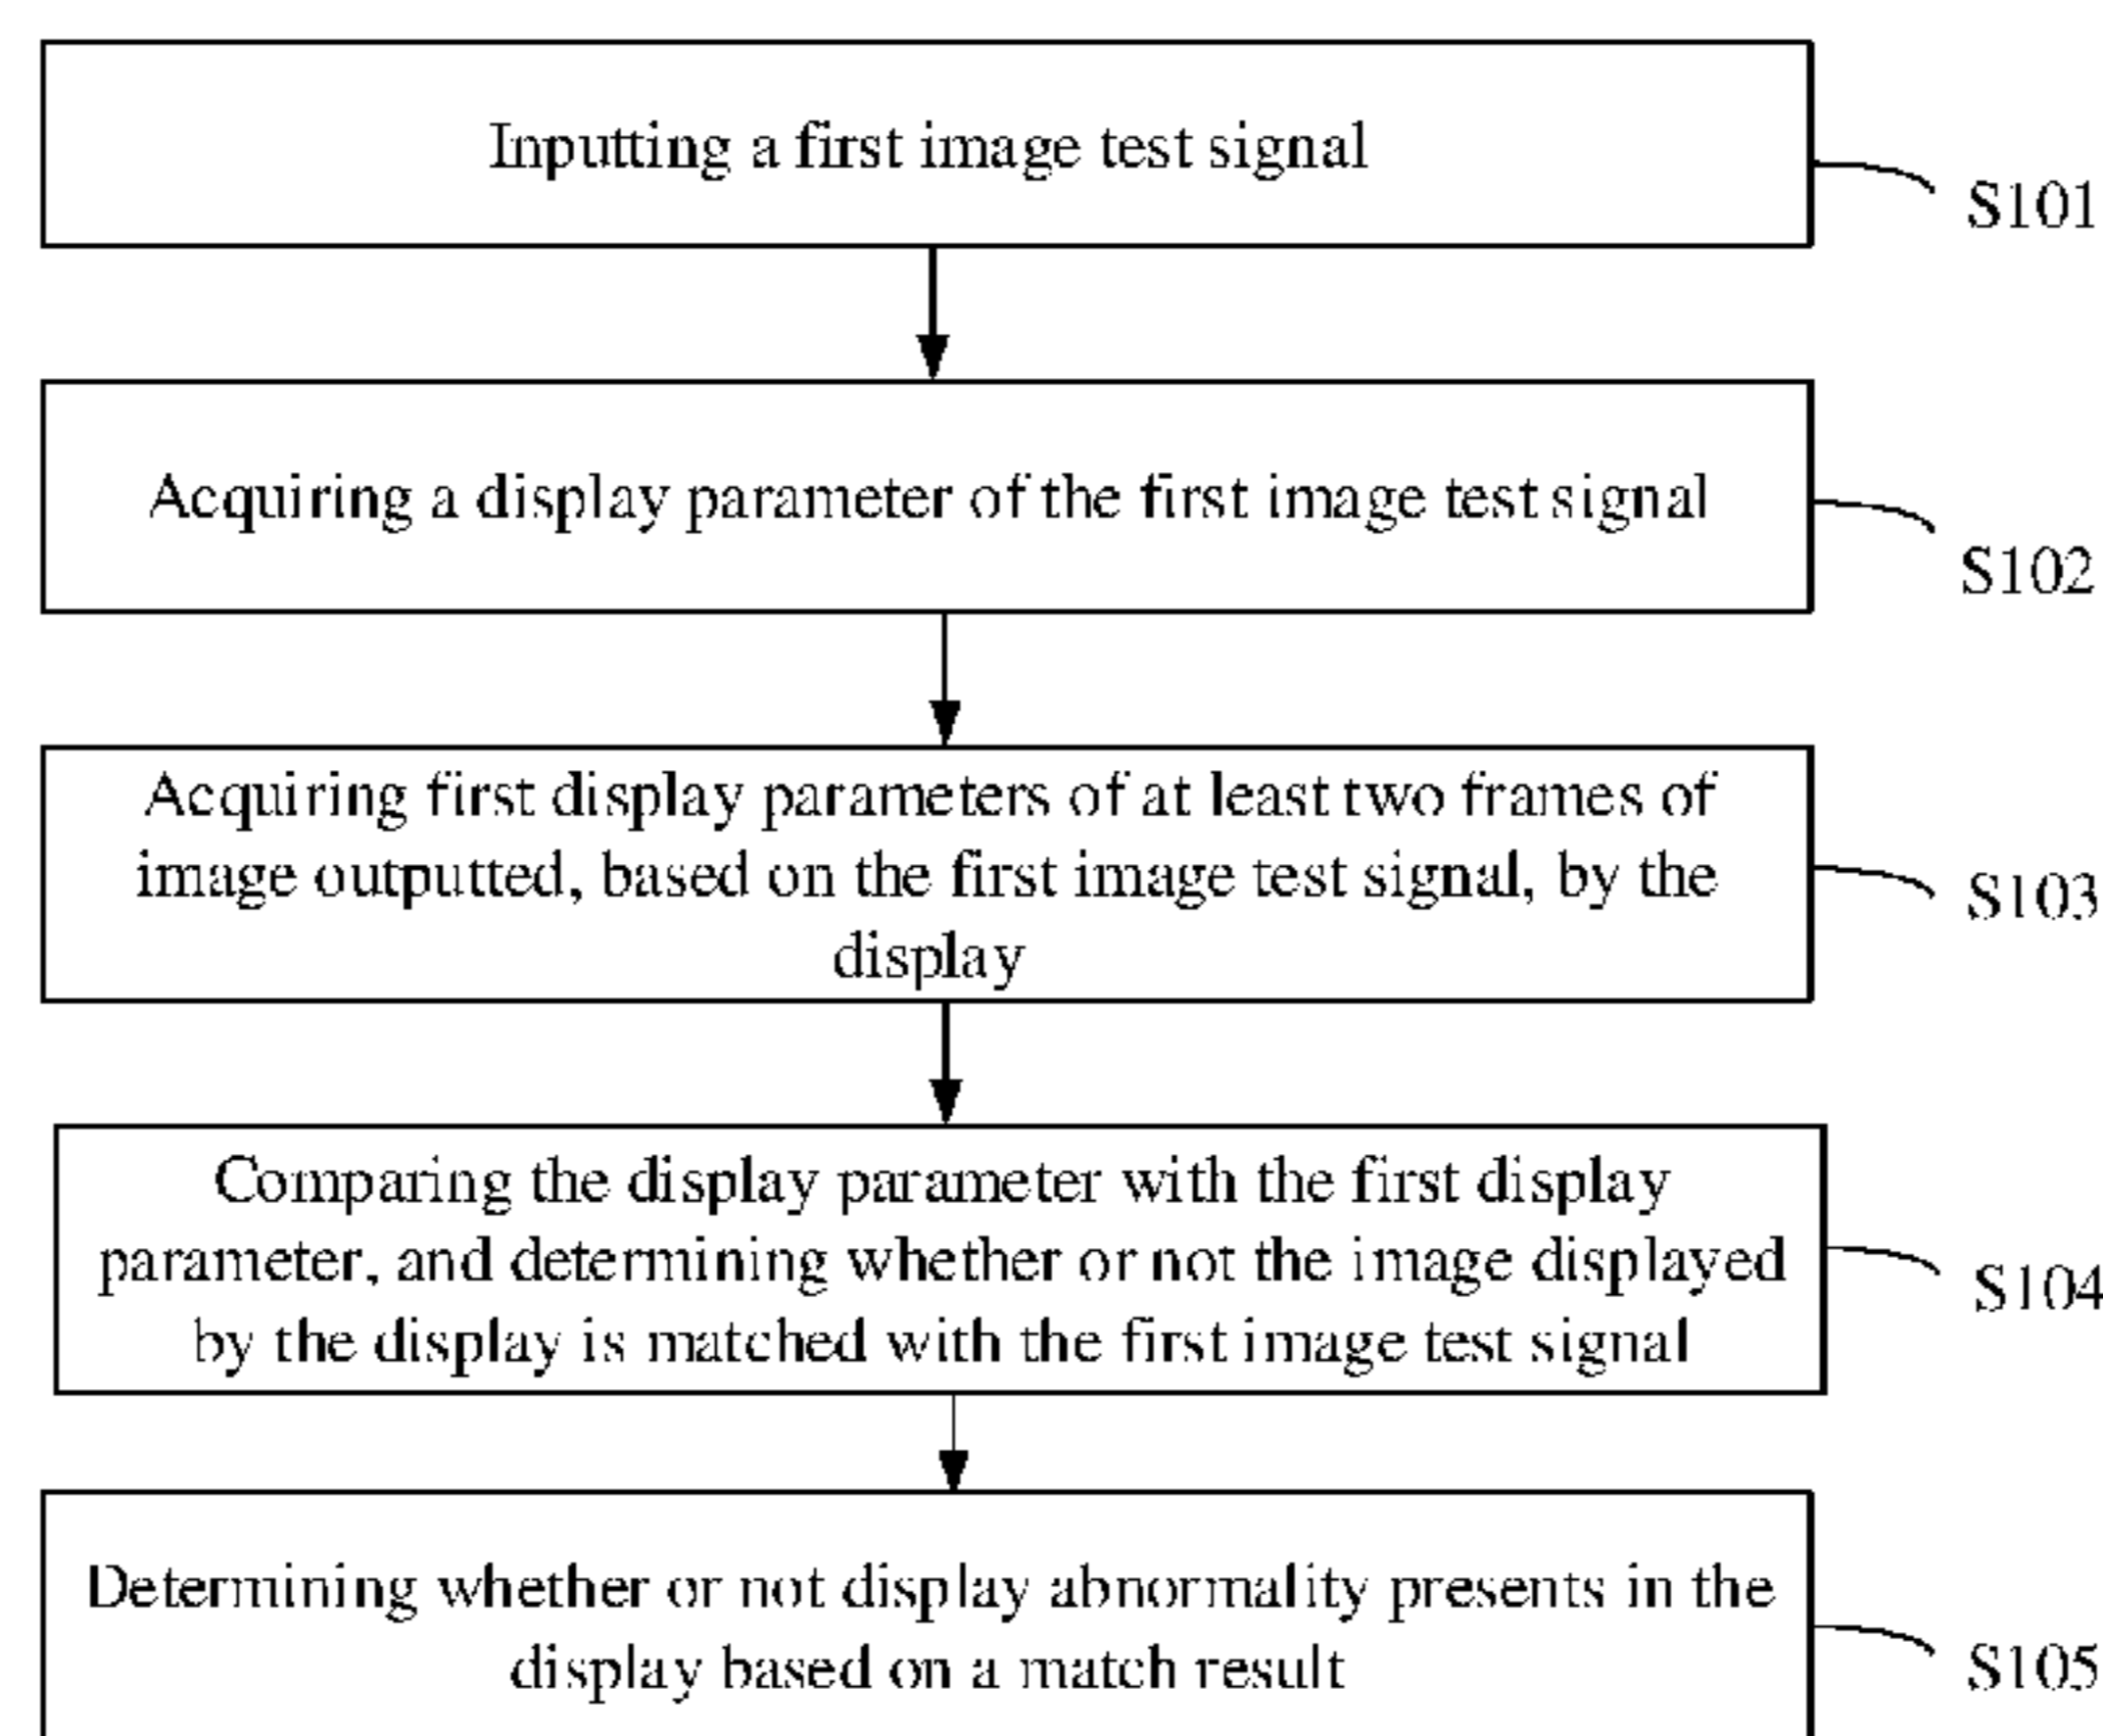 Inputting a first image test signal
S101
Acquiring a display parameter of the first image test signal
S102
Acquiring first display parameters of at least two frames of
image outputted, based on the first image test signal, by the
display
S103
Comparing the display parameter with the first display
parameter, and determining whether or not the image displayed
by the display is matched with the first image test signal
S104
Determining whether or not display abnormality presents in the
display based on a match result
S105